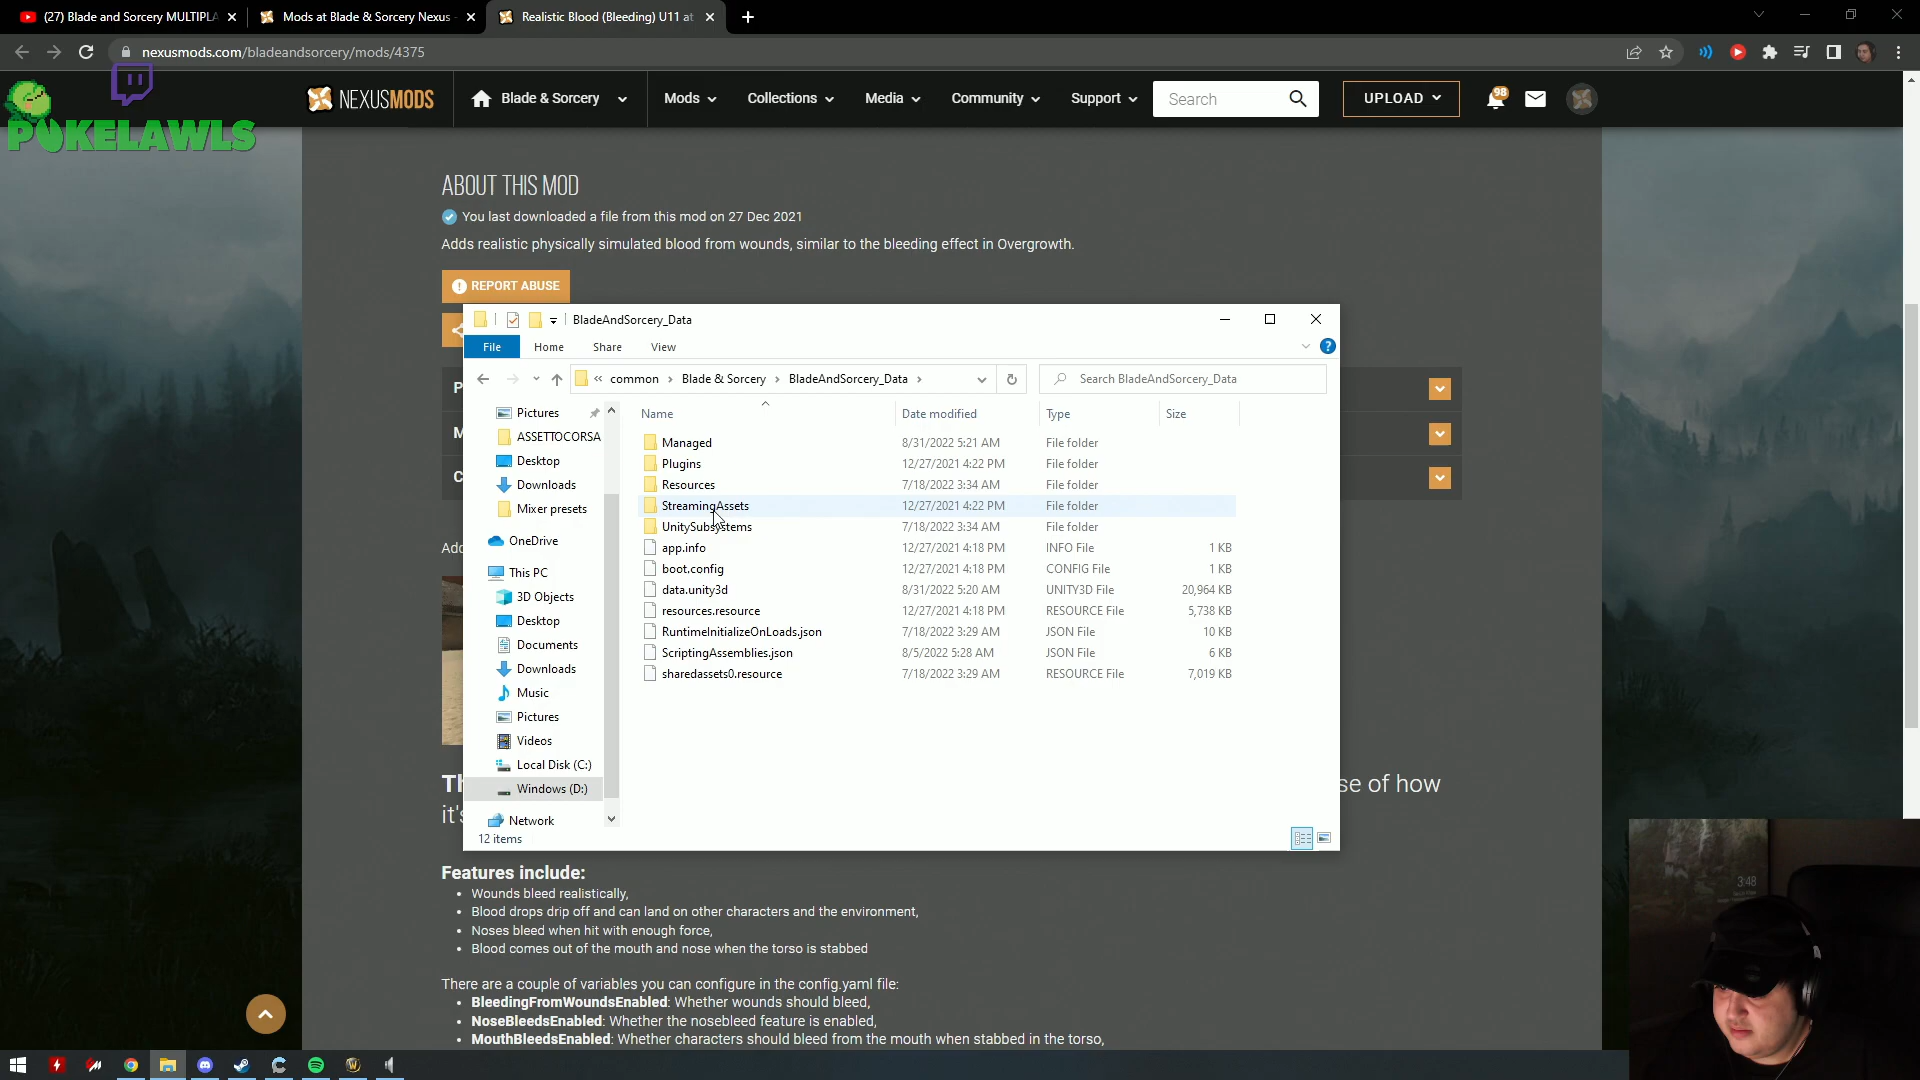 (27) Blade and Sorcery MULTIPLA
Mods at Blade & Sorcery Nexus -
Realistic Blood (Bleeding) U11 at
nexusmods.com/bladeandsorcery/mods/4375
POKELAWLS
NEXUSMODS
Blade & Sorcery
Mods
Collections
Media
Community
Support
Search
UPLOAD
98
ABOUT THIS MOD
You last downloaded a file from this mod on 27 Dec 2021
Adds realistic physically simulated blood from wounds, similar to the bleeding effect in Overgrowth.
REPORT ABUSE
BladeAndSorcery_Data
File
Home
Share
View
« common › Blade & Sorcery › BladeAndSorcery_Data ›
Search BladeAndSorcery_Data
Pictures
ASSETTOCORSA
Desktop
Downloads
Mixer presets
OneDrive
This PC
3D Objects
Desktop
Documents
Downloads
Music
Pictures
Videos
Local Disk (C:)
Windows (D:)
Network
Name Date modified Type Size
Managed 8/31/2022 5:21 AM File folder
Plugins 12/27/2021 4:22 PM File folder
Resources 7/18/2022 3:34 AM File folder
StreamingAssets 12/27/2021 4:22 PM File folder
UnitySubsystems 7/18/2022 3:34 AM File folder
app.info 12/27/2021 4:18 PM INFO File 1 KB
boot.config 12/27/2021 4:18 PM CONFIG File 1 KB
data.unity3d 8/31/2022 5:20 AM UNITY3D File 20,964 KB
resources.resource 12/27/2021 4:18 PM RESOURCE File 5,738 KB
RuntimeInitializeOnLoads.json 7/18/2022 3:29 AM JSON File 10 KB
ScriptingAssemblies.json 8/5/2022 5:28 AM JSON File 6 KB
sharedassets0.resource 7/18/2022 3:29 AM RESOURCE File 7,019 KB
12 items
P
M
C
Add
Th
se of how
it's
Features include:
• Wounds bleed realistically,
• Blood drops drip off and can land on other characters and the environment,
• Noses bleed when hit with enough force,
• Blood comes out of the mouth and nose when the torso is stabbed
There are a couple of variables you can configure in the config.yaml file:
• BleedingFromWoundsEnabled: Whether wounds should bleed,
• NoseBleedsEnabled: Whether the nosebleed feature is enabled,
• MouthBleedsEnabled: Whether characters should bleed from the mouth when stabbed in the torso,
3:48